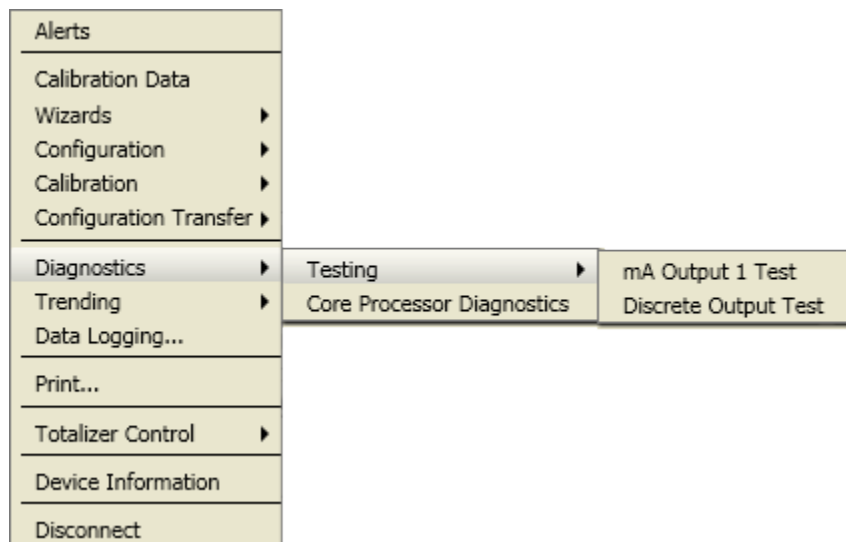 Alerts
Calibration Data
Wizards
Configuration
Calibration
Configuration Transfer
Diagnostics
Testing
mA Output 1 Test
Trending
Core Processor Diagnostics
Discrete Output Test
Data Logging...
Print...
Totalizer Control
Device Information
Disconnect